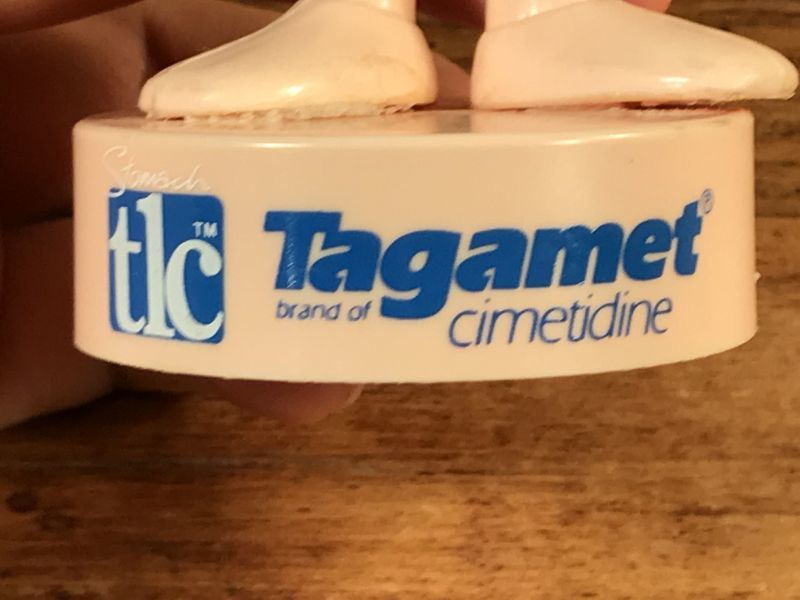 Stomach
tlc™
Tagamet®
brand of cimetidine